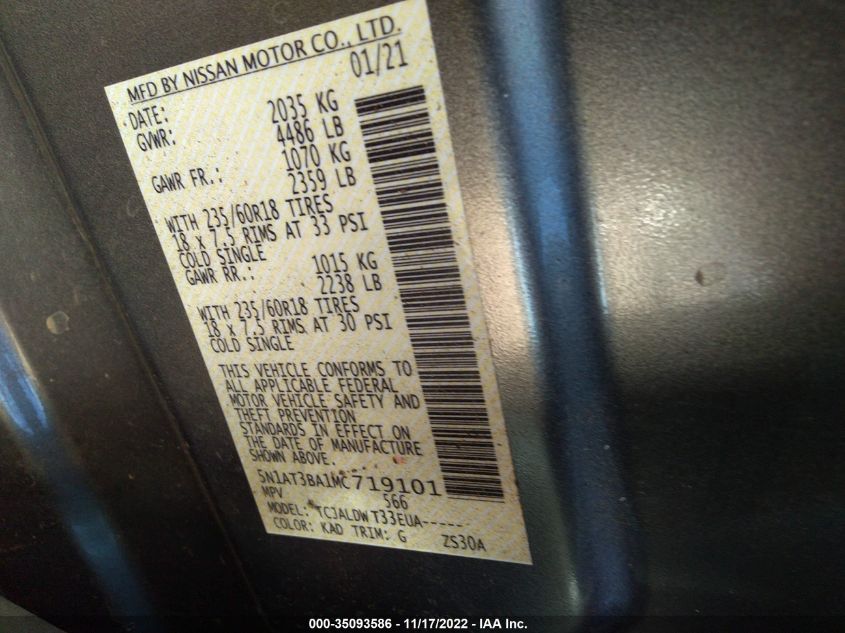 MFD BY NISSAN MOTOR CO., LTD.
DATE: 01/21
GVWR: 2035 KG
4486 LB
GAWR FR.: 1070 KG
2359 LB
WITH 235/60R18 TIRES
18 x 7.5 RIMS AT 33 PSI
COLD SINGLE
GAWR RR.: 1015 KG
2238 LB
WITH 235/60R18 TIRES
18 x 7.5 RIMS AT 30 PSI
COLD SINGLE
THIS VEHICLE CONFORMS TO
ALL APPLICABLE FEDERAL
MOTOR VEHICLE SAFETY AND
THEFT PREVENTION
STANDARDS IN EFFECT ON
THE DATE OF MANUFACTURE
SHOWN ABOVE.
5N1AT3BA1MC719101
MPV 566
MODEL: TCJALDW T33EUA-----
COLOR: KAD TRIM: G ZS30A
000-35093586 - 11/17/2022 - IAA Inc.